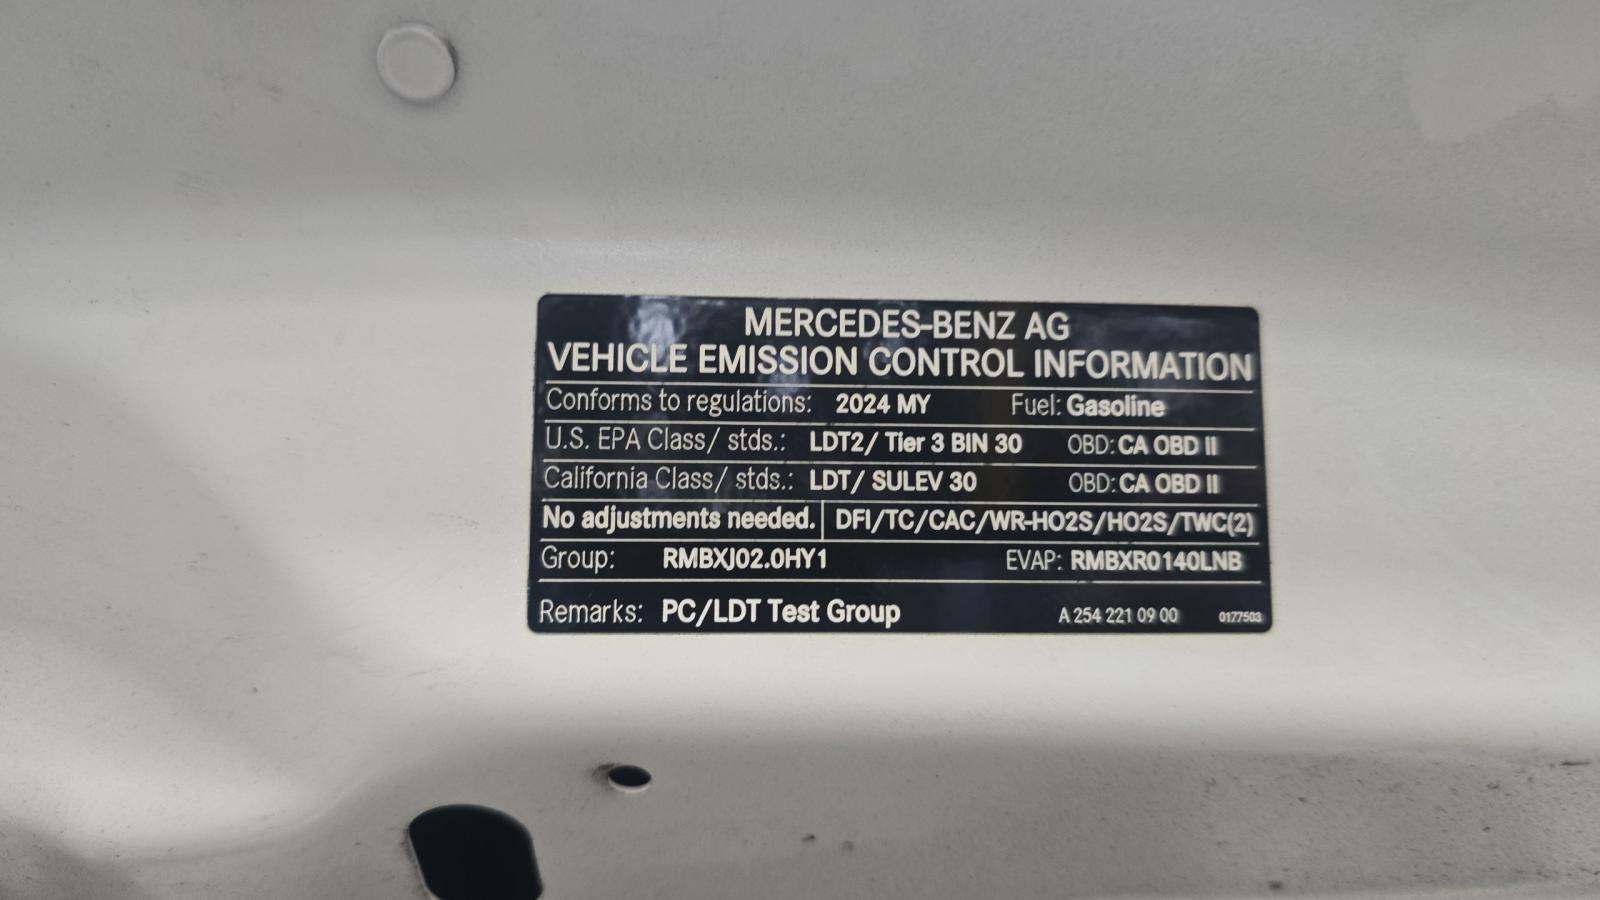 MERCEDES-BENZ AG
VEHICLE EMISSION CONTROL INFORMATION
Conforms to regulations: 2024 MY Fuel: Gasoline
U.S. EPA Class/ stds.: LDT2/ Tier 3 BIN 30 OBD: CA OBD II
California Class/ stds.: LDT/ SULEV 30 OBD: CA OBD II
No adjustments needed. DFI/TC/CAC/WR-HO2S/HO2S/TWC(2)
Group: RMBXJ02.0HY1 EVAP: RMBXR0140LNB
Remarks: PC/LDT Test Group A 254 221 09 00 0177503